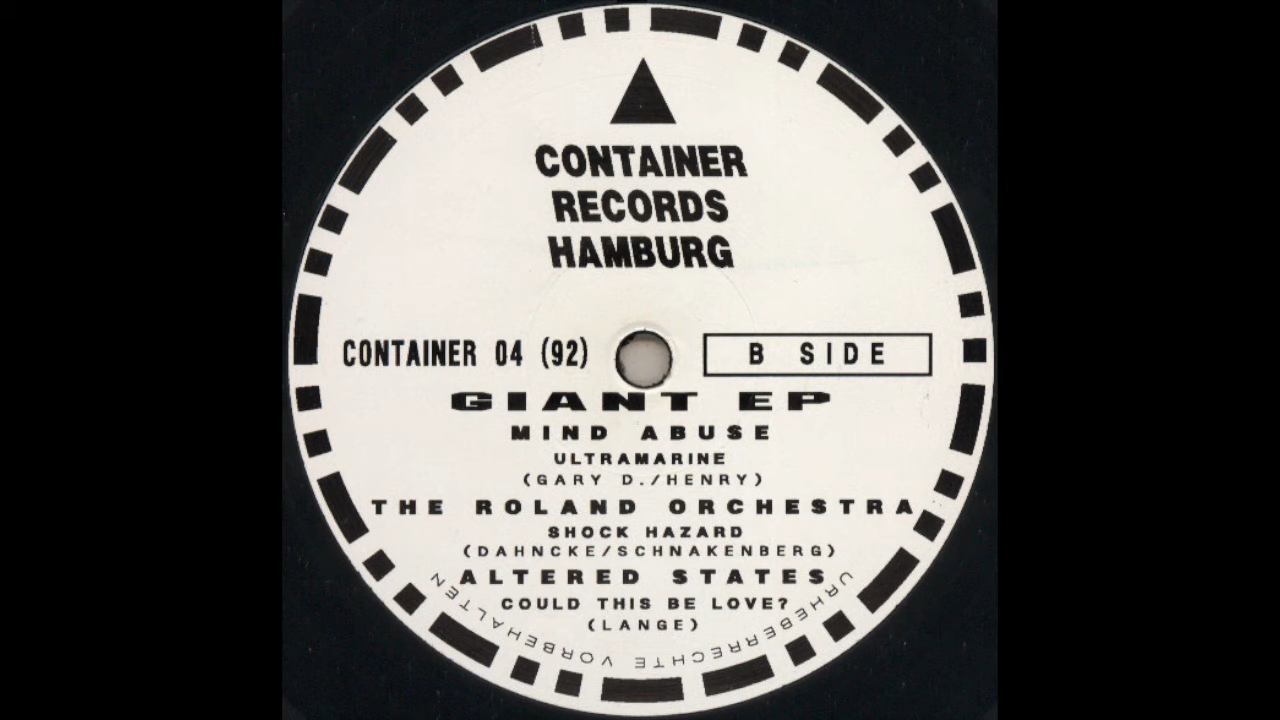 CONTAINER
RECORDS
HAMBURG
CONTAINER 04 (92)
B SIDE
GIANT EP
MIND ABUSE
ULTRAMARINE
(GARY D./HENRY)
THE ROLAND ORCHESTRA
SHOCK HAZARD
(DAHNCKE/SCHNAKENBERG)
ALTERED STATES
COULD THIS BE LOVE?
(LANGE)
URHEBERRECHTE VORBEHALTEN